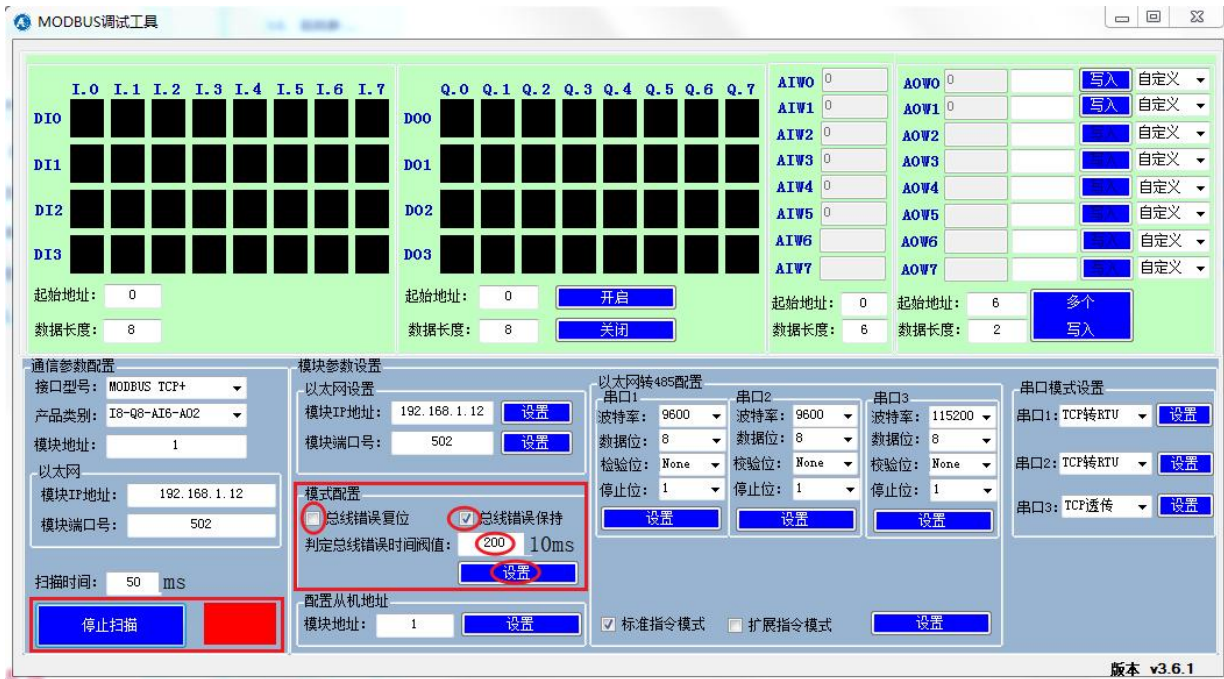 MODBUS调试工具
I.0 I.1 I.2 I.3 I.4 I.5 I.6 I.7
DI0
DI1
DI2
DI3
起始地址: 0
数据长度: 8
Q.0 Q.1 Q.2 Q.3 Q.4 Q.5 Q.6 Q.7
DO0
DO1
DO2
DO3
起始地址: 0 开启
数据长度: 8 关闭
AIW0 0
AIW1 0
AIW2 0
AIW3 0
AIW4 0
AIW5 0
AIW6
AIW7
起始地址: 0
数据长度: 6
AOW0 0 写入 自定义
AOW1 0 写入 自定义
AOW2 写入 自定义
AOW3 写入 自定义
AOW4 写入 自定义
AOW5 写入 自定义
AOW6 写入 自定义
AOW7 写入 自定义
起始地址: 6
数据长度: 2
多个
写入
通信参数配置
接口型号: MODBUS TCP+
产品类别: I8-Q8-AI6-AO2
模块地址: 1
以太网
模块IP地址: 192.168.1.12
模块端口号: 502
扫描时间: 50 ms
停止扫描
模块参数设置
以太网设置
模块IP地址: 192.168.1.12 设置
模块端口号: 502 设置
模式配置
总线错误复位 总线错误保持
判定总线错误时间阀值: 200 10ms
设置
配置从机地址
模块地址: 1 设置
以太网转485配置
串口1
波特率: 9600
数据位: 8
检验位: None
停止位: 1
设置
串口2
波特率: 9600
数据位: 8
校验位: None
停止位: 1
设置
串口3
波特率: 115200
数据位: 8
校验位: None
停止位: 1
设置
标准指令模式 扩展指令模式 设置
串口模式设置
串口1: TCP转RTU 设置
串口2: TCP转RTU 设置
串口3: TCP透传 设置
版本 v3.6.1